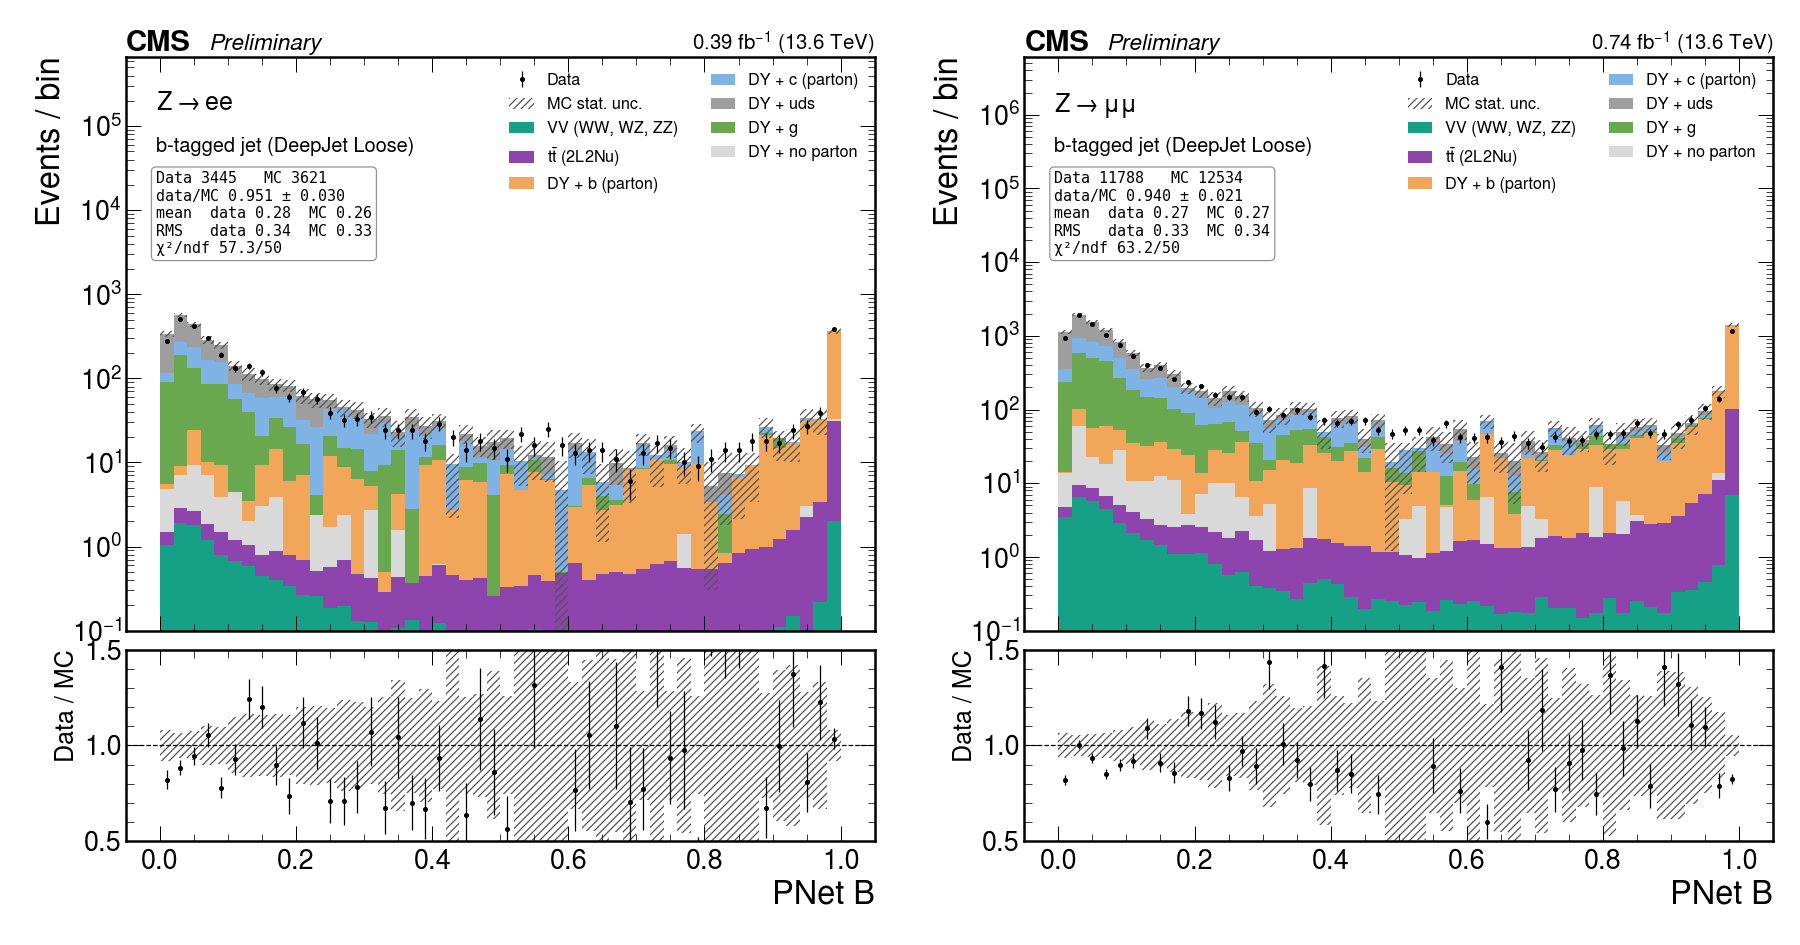 CMS Preliminary 0.39 fb⁻¹ (13.6 TeV)
Events / bin
Z → ee
b-tagged jet (DeepJet Loose)
Data 3445 MC 3621
data/MC 0.951 ± 0.030
mean data 0.28 MC 0.26
RMS data 0.34 MC 0.33
χ²/ndf 57.3/50
Data
MC stat. unc.
VV (WW, WZ, ZZ)
tt̄ (2L2Nu)
DY + b (parton)
DY + c (parton)
DY + uds
DY + g
DY + no parton
10⁵
10⁴
10³
10²
10¹
10⁰
10⁻¹
Data / MC
1.5
1.0
0.5
0.0 0.2 0.4 0.6 0.8 1.0
PNet B
CMS Preliminary 0.74 fb⁻¹ (13.6 TeV)
Events / bin
Z → μμ
b-tagged jet (DeepJet Loose)
Data 11788 MC 12534
data/MC 0.940 ± 0.021
mean data 0.27 MC 0.27
RMS data 0.33 MC 0.34
χ²/ndf 63.2/50
Data
MC stat. unc.
VV (WW, WZ, ZZ)
tt̄ (2L2Nu)
DY + b (parton)
DY + c (parton)
DY + uds
DY + g
DY + no parton
10⁶
10⁵
10⁴
10³
10²
10¹
10⁰
10⁻¹
Data / MC
1.5
1.0
0.5
0.0 0.2 0.4 0.6 0.8 1.0
PNet B